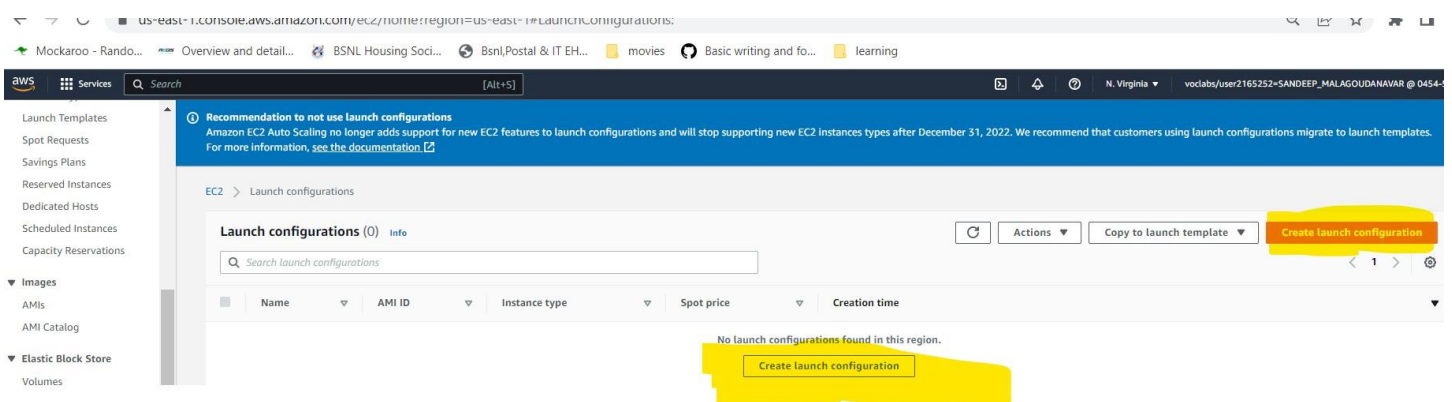 us-east-1.console.aws.amazon.com/ec2/home?region=us-east-1#LaunchConfigurations:
Mockaroo - Rando... Overview and detail... BSNL Housing Soci... Bsnl,Postal & IT EH... movies Basic writing and fo... learning
aws Services Search [Alt+S] N. Virginia voclabs/user2165252=SANDEEP_MALAGOUDANAVAR @ 0454-
Launch Templates
Spot Requests
Savings Plans
Reserved Instances
Dedicated Hosts
Scheduled Instances
Capacity Reservations
Images
AMIs
AMI Catalog
Elastic Block Store
Volumes
Recommendation to not use launch configurations
Amazon EC2 Auto Scaling no longer adds support for new EC2 features to launch configurations and will stop supporting new EC2 instances types after December 31, 2022. We recommend that customers using launch configurations migrate to launch templates.
For more information, see the documentation
EC2 > Launch configurations
Launch configurations (0) Info
Actions Copy to launch template Create launch configuration
Search launch configurations
< 1 >
Name AMI ID Instance type Spot price Creation time
No launch configurations found in this region.
Create launch configuration